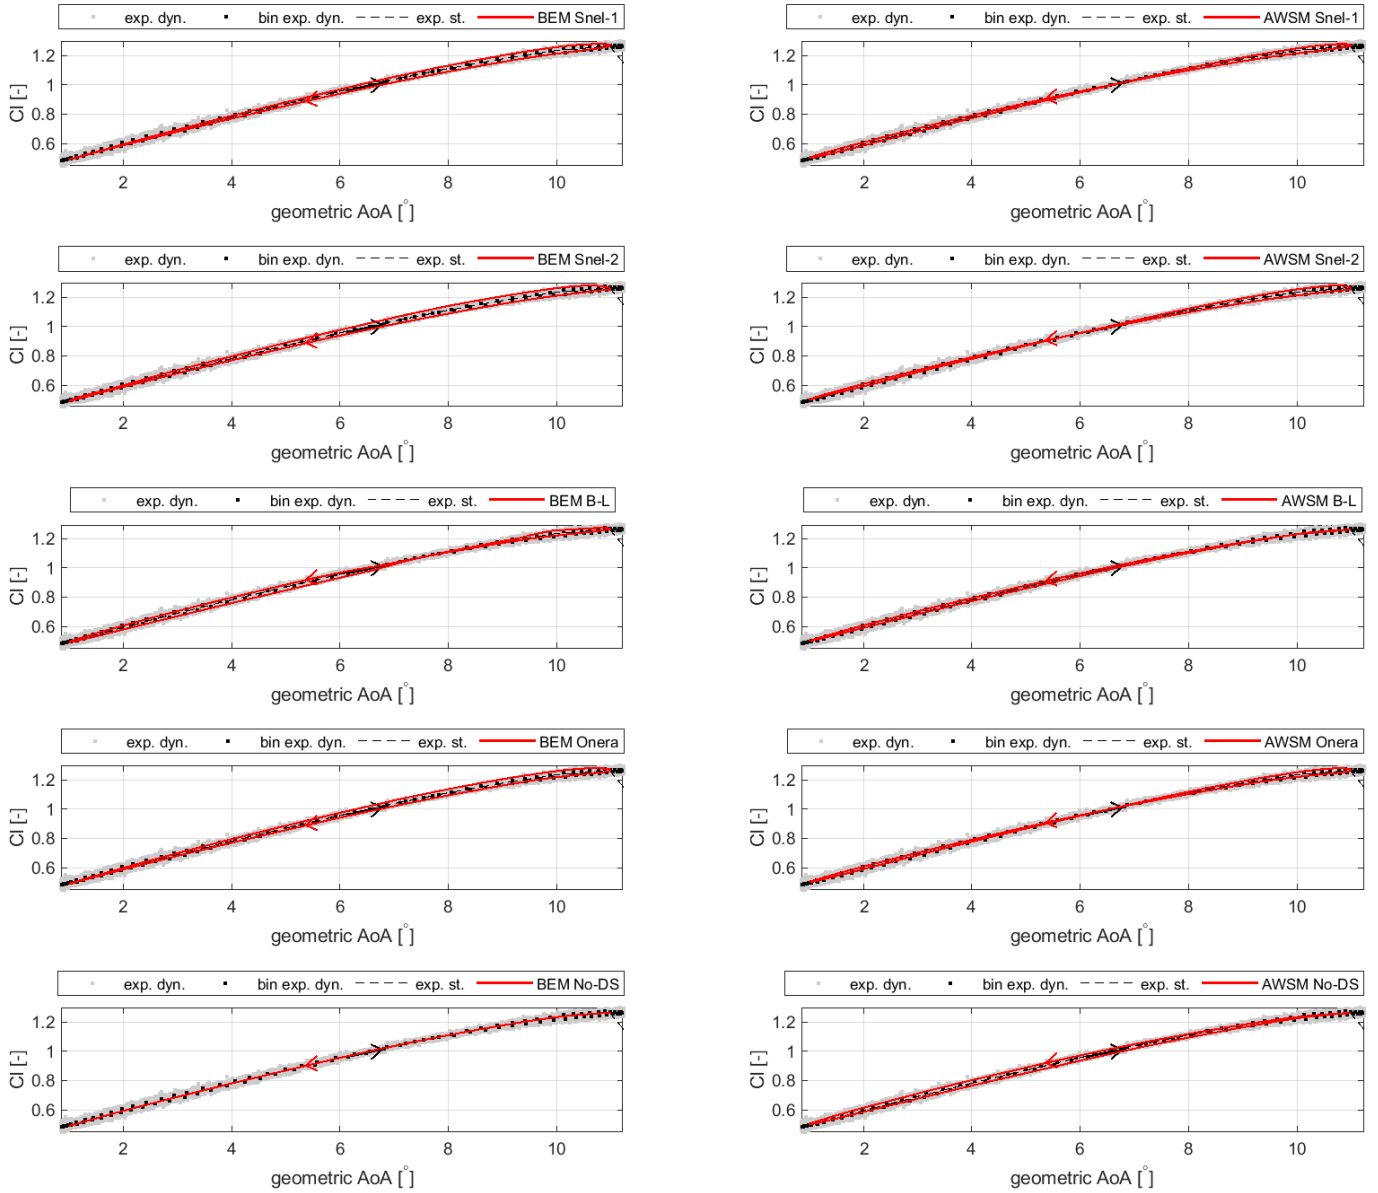 exp. dyn. bin exp. dyn. exp. st. BEM Snel-1
1.2
1
0.8
0.6
Cl [-]
2 4 6 8 10
geometric AoA [°]
exp. dyn. bin exp. dyn. exp. st. AWSM Snel-1
1.2
1
0.8
0.6
Cl [-]
2 4 6 8 10
geometric AoA [°]
exp. dyn. bin exp. dyn. exp. st. BEM Snel-2
1.2
1
0.8
0.6
Cl [-]
2 4 6 8 10
geometric AoA [°]
exp. dyn. bin exp. dyn. exp. st. AWSM Snel-2
1.2
1
0.8
0.6
Cl [-]
2 4 6 8 10
geometric AoA [°]
exp. dyn. bin exp. dyn. exp. st. BEM B-L
1.2
1
0.8
0.6
Cl [-]
2 4 6 8 10
geometric AoA [°]
exp. dyn. bin exp. dyn. exp. st. AWSM B-L
1.2
1
0.8
0.6
Cl [-]
2 4 6 8 10
geometric AoA [°]
exp. dyn. bin exp. dyn. exp. st. BEM Onera
1.2
1
0.8
0.6
Cl [-]
2 4 6 8 10
geometric AoA [°]
exp. dyn. bin exp. dyn. exp. st. AWSM Onera
1.2
1
0.8
0.6
Cl [-]
2 4 6 8 10
geometric AoA [°]
exp. dyn. bin exp. dyn. exp. st. BEM No-DS
1.2
1
0.8
0.6
Cl [-]
2 4 6 8 10
geometric AoA [°]
exp. dyn. bin exp. dyn. exp. st. AWSM No-DS
1.2
1
0.8
0.6
Cl [-]
2 4 6 8 10
geometric AoA [°]